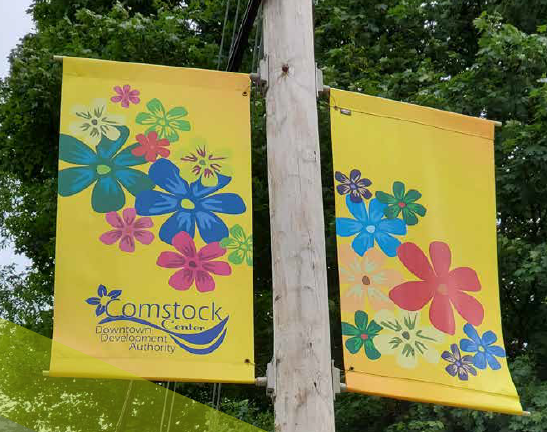 Comstock
Center
Downtown
Development
Authority